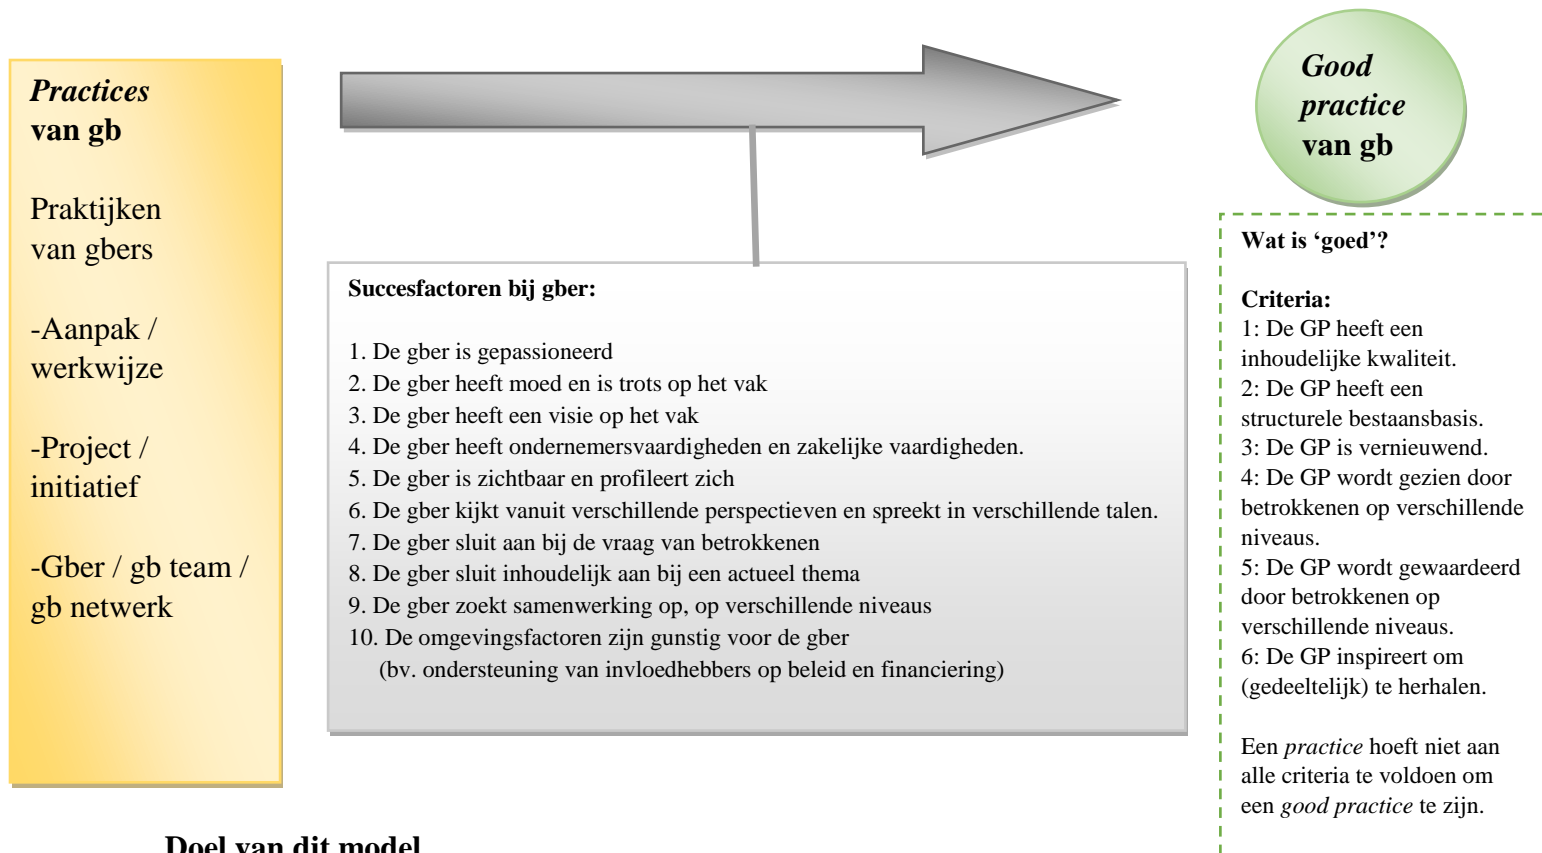 Practices
van gb
Praktijken
van gbers
-Aanpak /
werkwijze
-Project /
initiatief
-Gber / gb team /
gb netwerk
Succesfactoren bij gber:
1. De gber is gepassioneerd
2. De gber heeft moed en is trots op het vak
3. De gber heeft een visie op het vak
4. De gber heeft ondernemersvaardigheden en zakelijke vaardigheden.
5. De gber is zichtbaar en profileert zich
6. De gber kijkt vanuit verschillende perspectieven en spreekt in verschillende talen.
7. De gber sluit aan bij de vraag van betrokkenen
8. De gber sluit inhoudelijk aan bij een actueel thema
9. De gber zoekt samenwerking op, op verschillende niveaus
10. De omgevingsfactoren zijn gunstig voor de gber
(bv. ondersteuning van invloedhebbers op beleid en financiering)
Good
practice
van gb
Wat is ‘goed’?
Criteria:
1: De GP heeft een
inhoudelijke kwaliteit.
2: De GP heeft een
structurele bestaansbasis.
3: De GP is vernieuwend.
4: De GP wordt gezien door
betrokkenen op verschillende
niveaus.
5: De GP wordt gewaardeerd
door betrokkenen op
verschillende niveaus.
6: De GP inspireert om
(gedeeltelijk) te herhalen.
Een practice hoeft niet aan
alle criteria te voldoen om
een good practice te zijn.
Doel van dit model